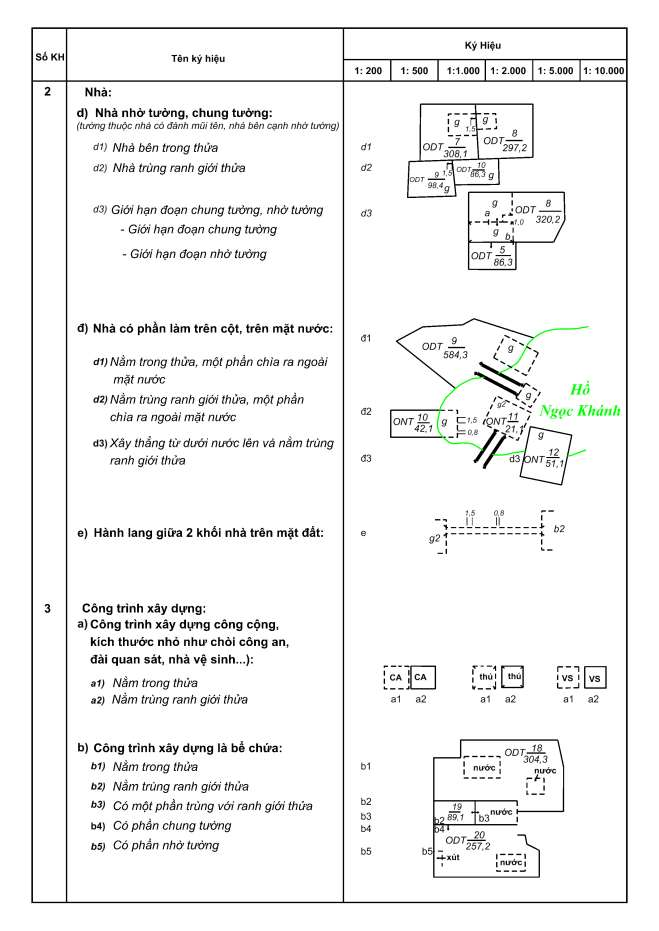 Số KH
Tên ký hiệu
Ký Hiệu
1: 200 1: 500 1:1.000 1: 2.000 1: 5.000 1: 10.000
2 Nhà:
d) Nhà nhờ tường, chung tường:
(tường thuộc nhà có đánh mũi tên, nhà bên cạnh nhờ tường)
d1) Nhà bên trong thửa
d2) Nhà trùng ranh giới thửa
d3) Giới hạn đoạn chung tường, nhờ tường
- Giới hạn đoạn chung tường
- Giới hạn đoạn nhờ tường
d1
g g
1,5
ODT 7
308,1
ODT 8
297,2
d2
ODT 9
98,4 g
1,5
ODT 10
86,3 g
d3
g
a
ODT 8
320,2
1,0
g b
ODT 5
86,3
đ) Nhà có phần làm trên cột, trên mặt nước:
đ1) Nằm trong thửa, một phần chìa ra ngoài
mặt nước
đ2) Nằm trùng ranh giới thửa, một phần
chìa ra ngoài mặt nước
d3) Xây thẳng từ dưới nước lên và nằm trùng
ranh giới thửa
đ1
ODT 9
584,3
g
g
Hồ
Ngọc Khánh
đ2
ONT 10
42,1
g
1,5
0,8
g2
ONT 11
21,1
đ3
g
d3 ONT 12
51,1
e) Hành lang giữa 2 khối nhà trên mặt đất:
e
1,5 0,8
g2
b2
3 Công trình xây dựng:
a) Công trình xây dựng công cộng,
kích thước nhỏ như chòi công an,
đài quan sát, nhà vệ sinh...):
a1) Nằm trong thửa
a2) Nằm trùng ranh giới thửa
CA CA thú thú VS VS
a1 a2 a1 a2 a1 a2
b) Công trình xây dựng là bể chứa:
b1) Nằm trong thửa
b2) Nằm trùng ranh giới thửa
b3) Có một phần trùng với ranh giới thửa
b4) Có phần chung tường
b5) Có phần nhờ tường
b1
ODT 18
304,3
nước
nước
b2
b3
b4
19
89,1
b2 b3
nước
b4
ODT 20
257,2
b5 b5
xút
nước